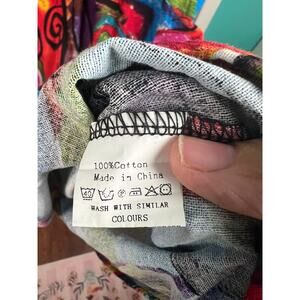 100%Cotton
Made in China
WASH WITH SIMILAR
COLOURS